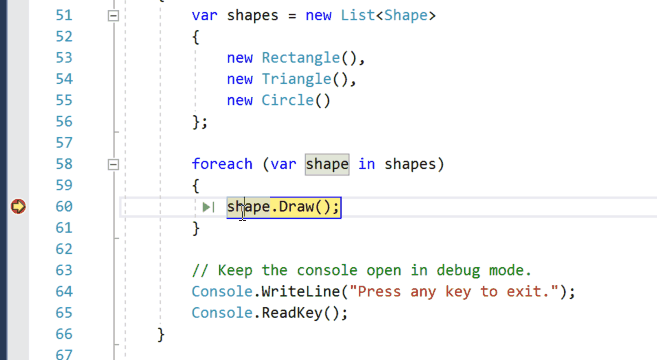 51 var shapes = new List<Shape>
52 {
53 new Rectangle(),
54 new Triangle(),
55 new Circle()
56 };
57
58 foreach (var shape in shapes)
59 {
60 shape.Draw();
61 }
62
63 // Keep the console open in debug mode.
64 Console.WriteLine("Press any key to exit.");
65 Console.ReadKey();
66 }
67